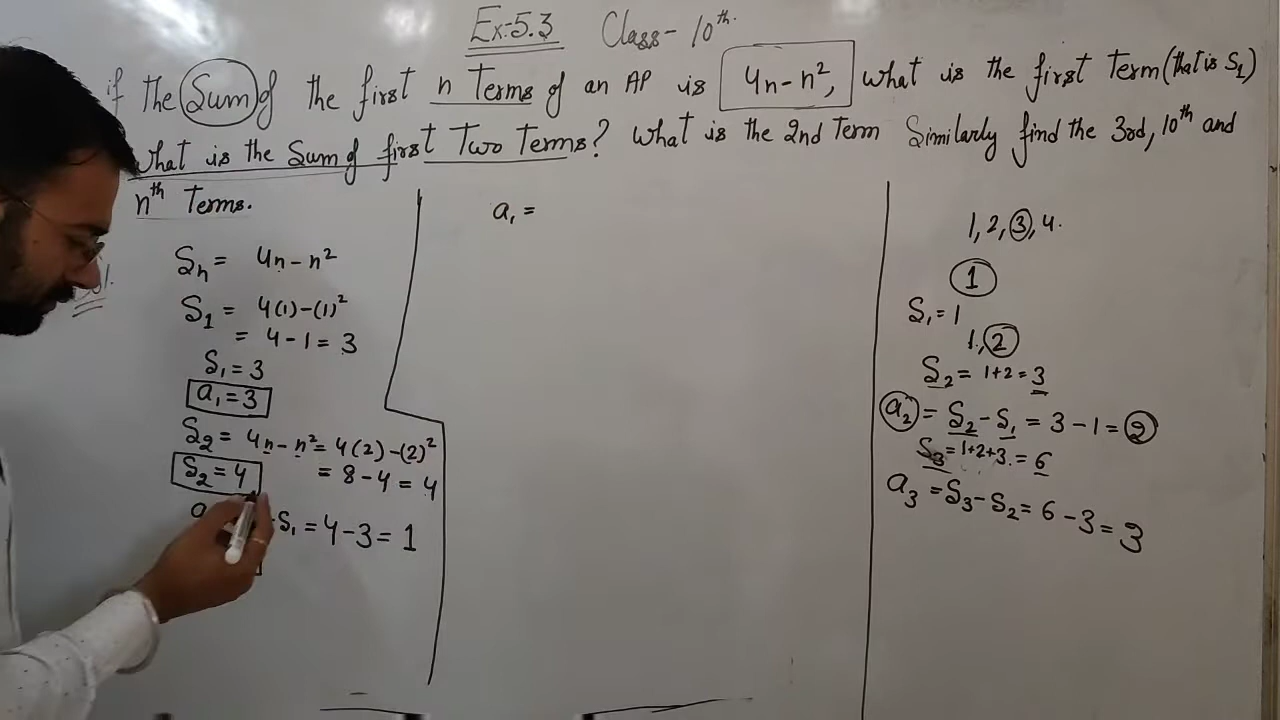 Ex:-5.3 Class- 10th.
if the Sum of the first n Terms of an AP is 4n-n², what is the first Term (that is S₁)
what is the Sum of first Two Terms? what is the 2nd Term Similarly find the 3rd, 10th and
nth Terms.
Sₙ = 4n-n²
S₁ = 4(1)-(1)²
= 4-1=3
S₁=3
a₁=3
S₂= 4n-n²= 4(2)-(2)²
= 8-4=4
S₂=4
-S₁=4-3=1
a₁ =
1,2,3,4.
1
S₁=1
1,2
S₂= 1+2=3
a₂ = S₂-S₁ = 3-1=2
S₃=1+2+3.=6
a₃ =S₃-S₂= 6-3=3